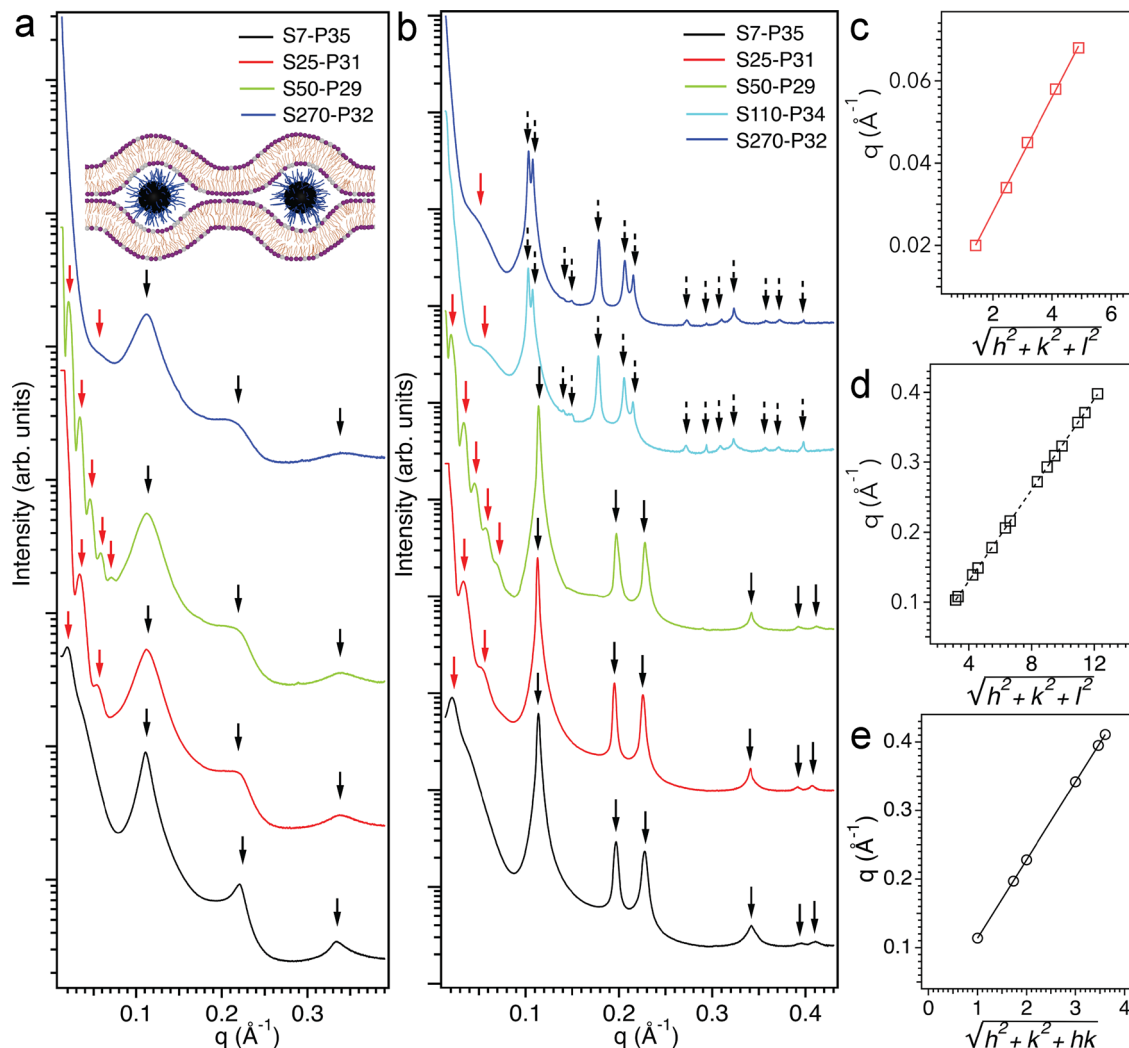 a
S7-P35
S25-P31
S50-P29
S270-P32
Intensity (arb. units)
0.1 0.2 0.3
q (Å⁻¹)
b
S7-P35
S25-P31
S50-P29
S110-P34
S270-P32
Intensity (arb. units)
0.1 0.2 0.3 0.4
q (Å⁻¹)
c
q (Å⁻¹)
0.06
0.04
0.02
2 4 6
√h² + k² + l²
d
q (Å⁻¹)
0.4
0.3
0.2
0.1
4 8 12
√h² + k² + l²
e
q (Å⁻¹)
0.4
0.3
0.2
0.1
0 1 2 3 4
√h² + k² + hk